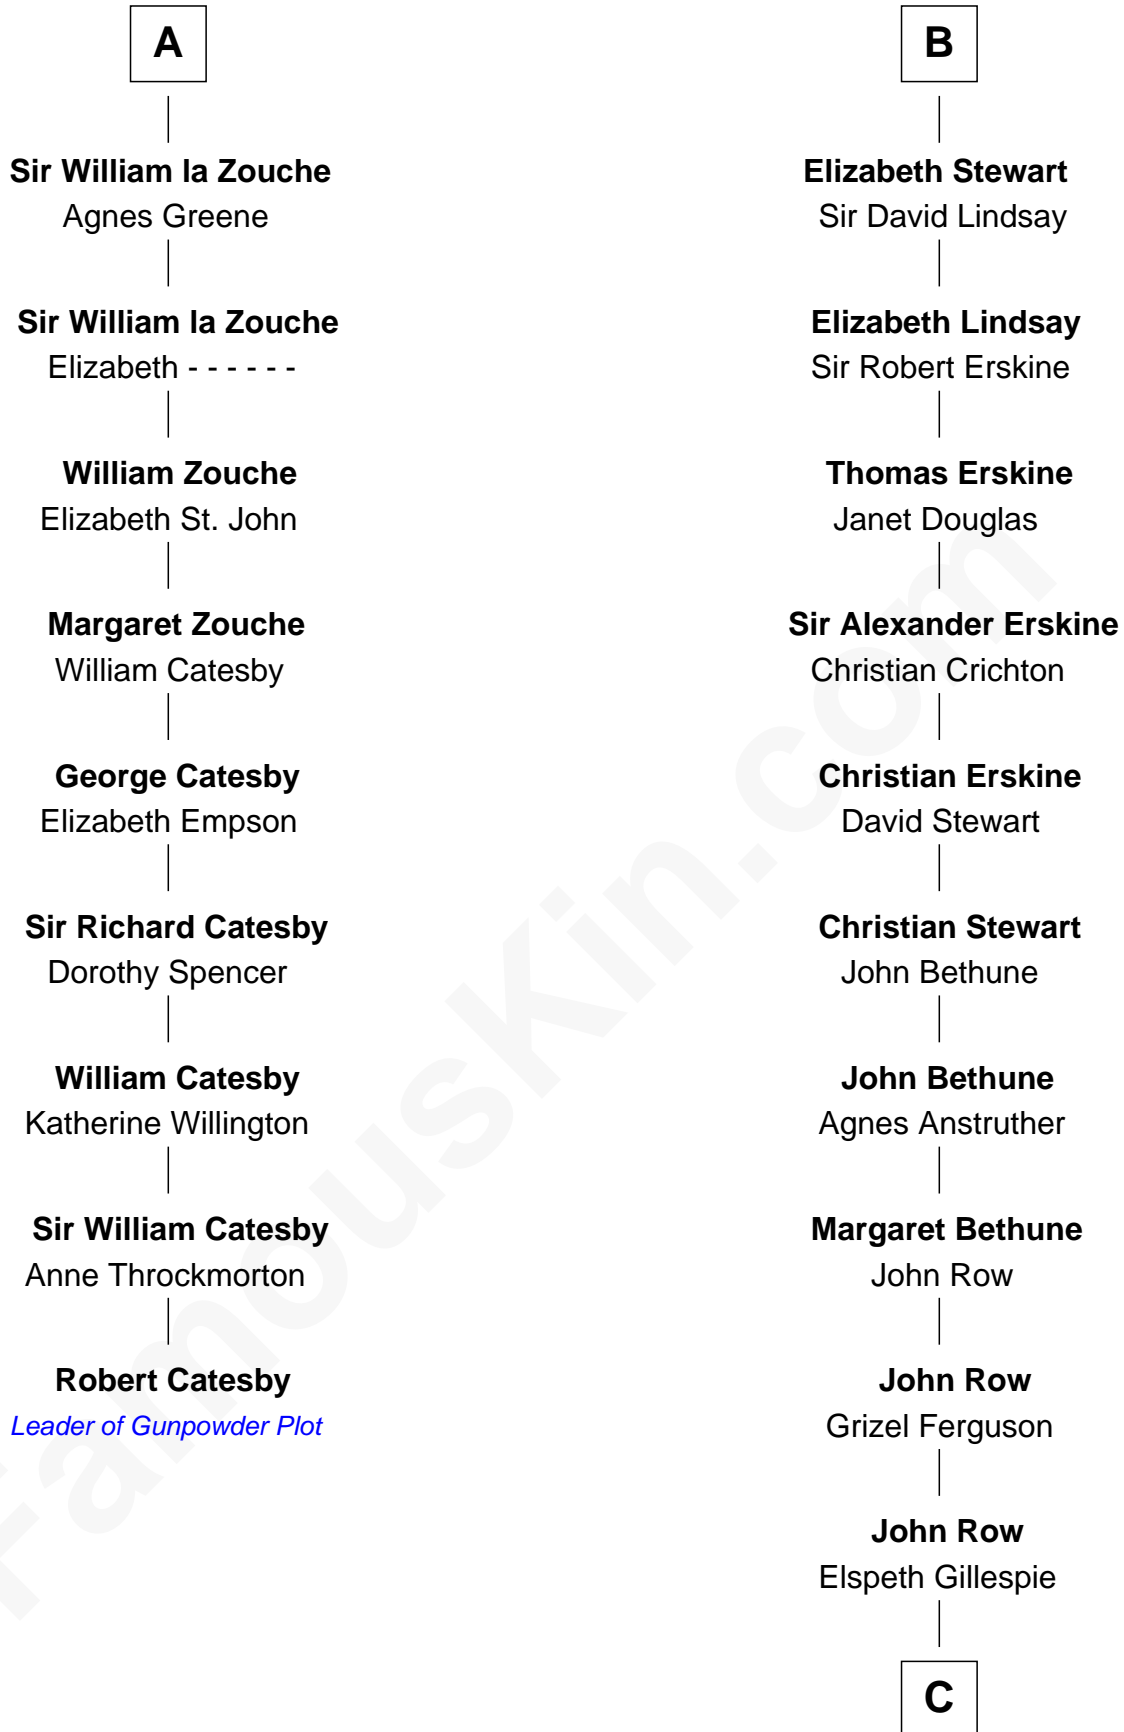 A
Sir William la Zouche
Agnes Greene
Sir William la Zouche
Elizabeth - - - - - -
William Zouche
Elizabeth St. John
Margaret Zouche
William Catesby
George Catesby
Elizabeth Empson
Sir Richard Catesby
Dorothy Spencer
William Catesby
Katherine Willington
Sir William Catesby
Anne Throckmorton
Robert Catesby
Leader of Gunpowder Plot
B
Elizabeth Stewart
Sir David Lindsay
Elizabeth Lindsay
Sir Robert Erskine
Thomas Erskine
Janet Douglas
Sir Alexander Erskine
Christian Crichton
Christian Erskine
David Stewart
Christian Stewart
John Bethune
John Bethune
Agnes Anstruther
Margaret Bethune
John Row
John Row
Grizel Ferguson
John Row
Elspeth Gillespie
C
FamousKin.com